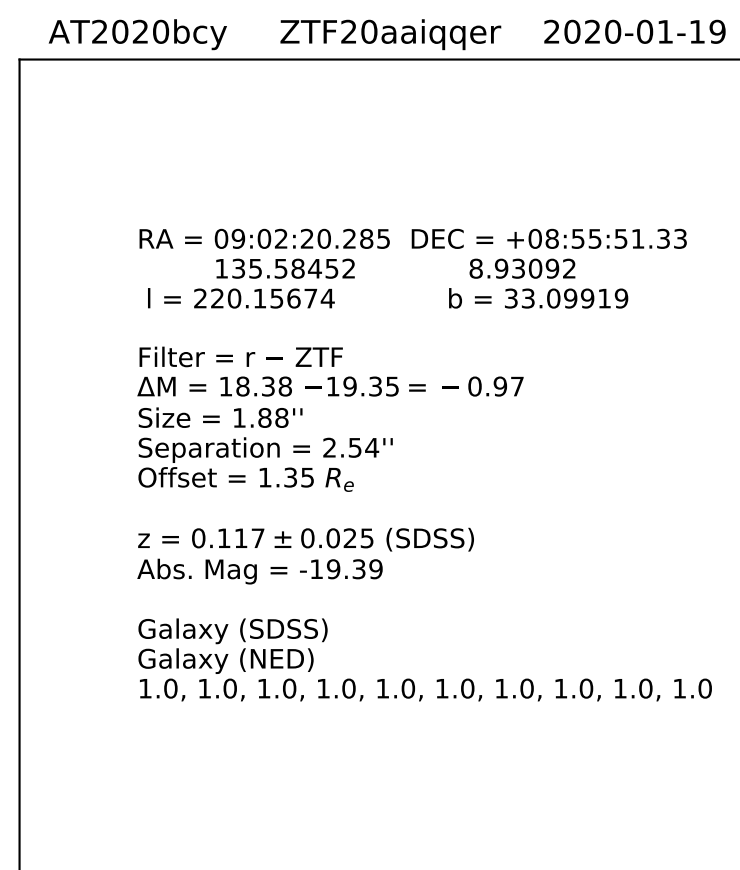 AT2020bcy ZTF20aaiqqer 2020-01-19
RA = 09:02:20.285 DEC = +08:55:51.33
135.58452 8.93092
l = 220.15674 b = 33.09919
Filter = r − ZTF
ΔM = 18.38 −19.35 = − 0.97
Size = 1.88''
Separation = 2.54''
Offset = 1.35 Rₑ
z = 0.117 ± 0.025 (SDSS)
Abs. Mag = -19.39
Galaxy (SDSS)
Galaxy (NED)
1.0, 1.0, 1.0, 1.0, 1.0, 1.0, 1.0, 1.0, 1.0, 1.0